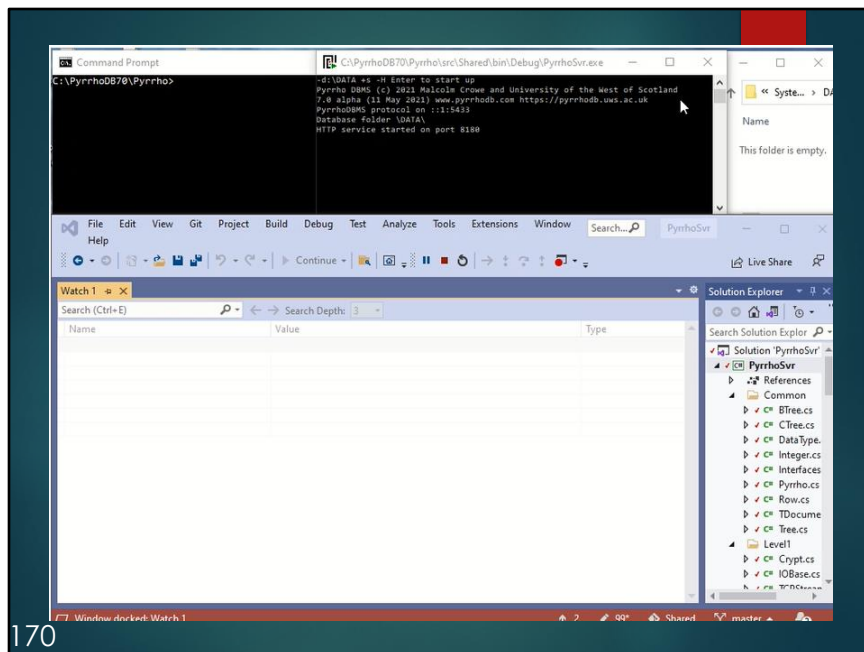 Command Prompt
C:\PyrrhoDB70\Pyrrho>
C:\PyrrhoDB70\Pyrrho\src\Shared\bin\Debug\PyrrhoSvr.exe
-d:\DATA +s -H Enter to start up
Pyrrho DBMS (c) 2021 Malcolm Crowe and University of the West of Scotland
7.0 alpha (11 May 2021) www.pyrrhodb.com https://pyrrhodb.uws.ac.uk
PyrrhoDBMS protocol on ::1:5433
Database folder \DATA\
HTTP service started on port 8180
« Syste... > DA
Name
This folder is empty.
File Edit View Git Project Build Debug Test Analyze Tools Extensions Window Search... PyrrhoSvr
Help
Continue
Live Share
Watch 1
Search (Ctrl+E) Search Depth: 3
Name Value Type
Solution Explorer
Search Solution Explor
Solution 'PyrrhoSvr'
C# PyrrhoSvr
References
Common
C# BTree.cs
C# CTree.cs
C# DataType.
C# Integer.cs
C# Interfaces
C# Pyrrho.cs
C# Row.cs
C# TDocume
C# Tree.cs
Level1
C# Crypt.cs
C# IOBase.cs
C# TCPStream
Window docked: Watch 1 2 99+ Shared master
170